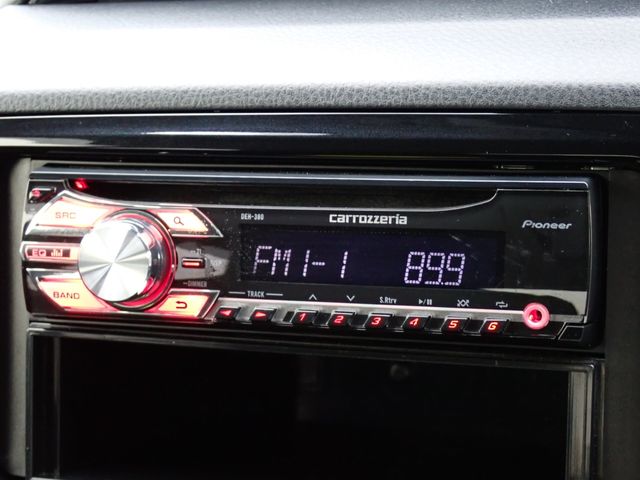 DEH-380
carrozzeria
Pioneer
SRC
EQ
BAND
DIMMER
FM1-1 89.9
TRACK
S.Rtrv
1 2 3 4 5 6